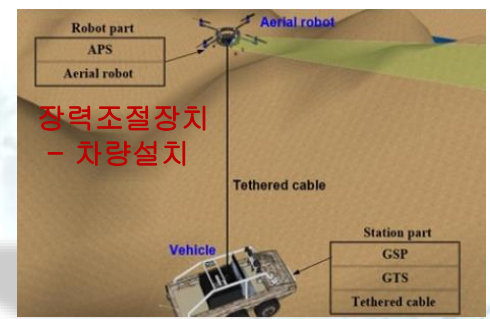 Robot part
APS
Aerial robot
Aerial robot
장력조절장치
- 차량설치
Tethered cable
Vehicle
Station part
GSP
GTS
Tethered cable